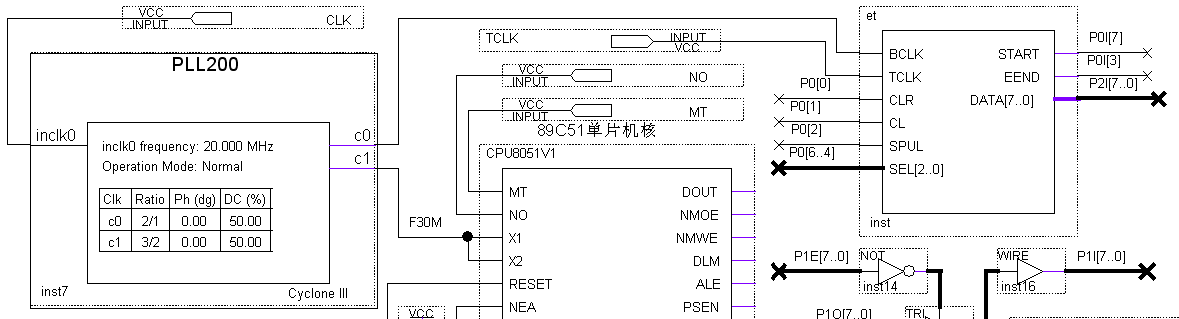 VCC
INPUT
CLK
PLL200
inclk0
c0
c1
inclk0 frequency: 20.000 MHz
Operation Mode: Normal
Clk Ratio Ph (dg) DC (%)
c0 2/1 0.00 50.00
c1 3/2 0.00 50.00
inst7
Cyclone III
TCLK
INPUT
VCC
VCC
INPUT
NO
VCC
INPUT
MT
89C51单片机核
CPU8051V1
F30M
MT
NO
X1
X2
RESET
NEA
DOUT
NMOE
NMWE
DLM
ALE
PSEN
VCC
et
BCLK
TCLK
CLR
CL
SPUL
SEL[2..0]
START
EEND
DATA[7..0]
inst
P0[0]
P0[1]
P0[2]
P0[6..4]
P0I[7]
P0I[3]
P2I[7..0]
P1E[7..0]
NOT
inst14
WIRE
inst16
P1I[7..0]
P1O[7..0]
TRI